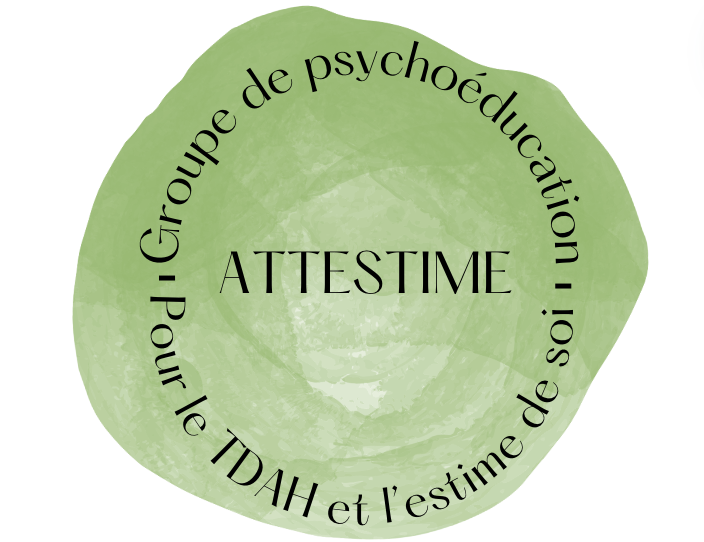 Groupe de psychoéducation -
ATTESTIME
Pour le TDAH et l'estime de soi -